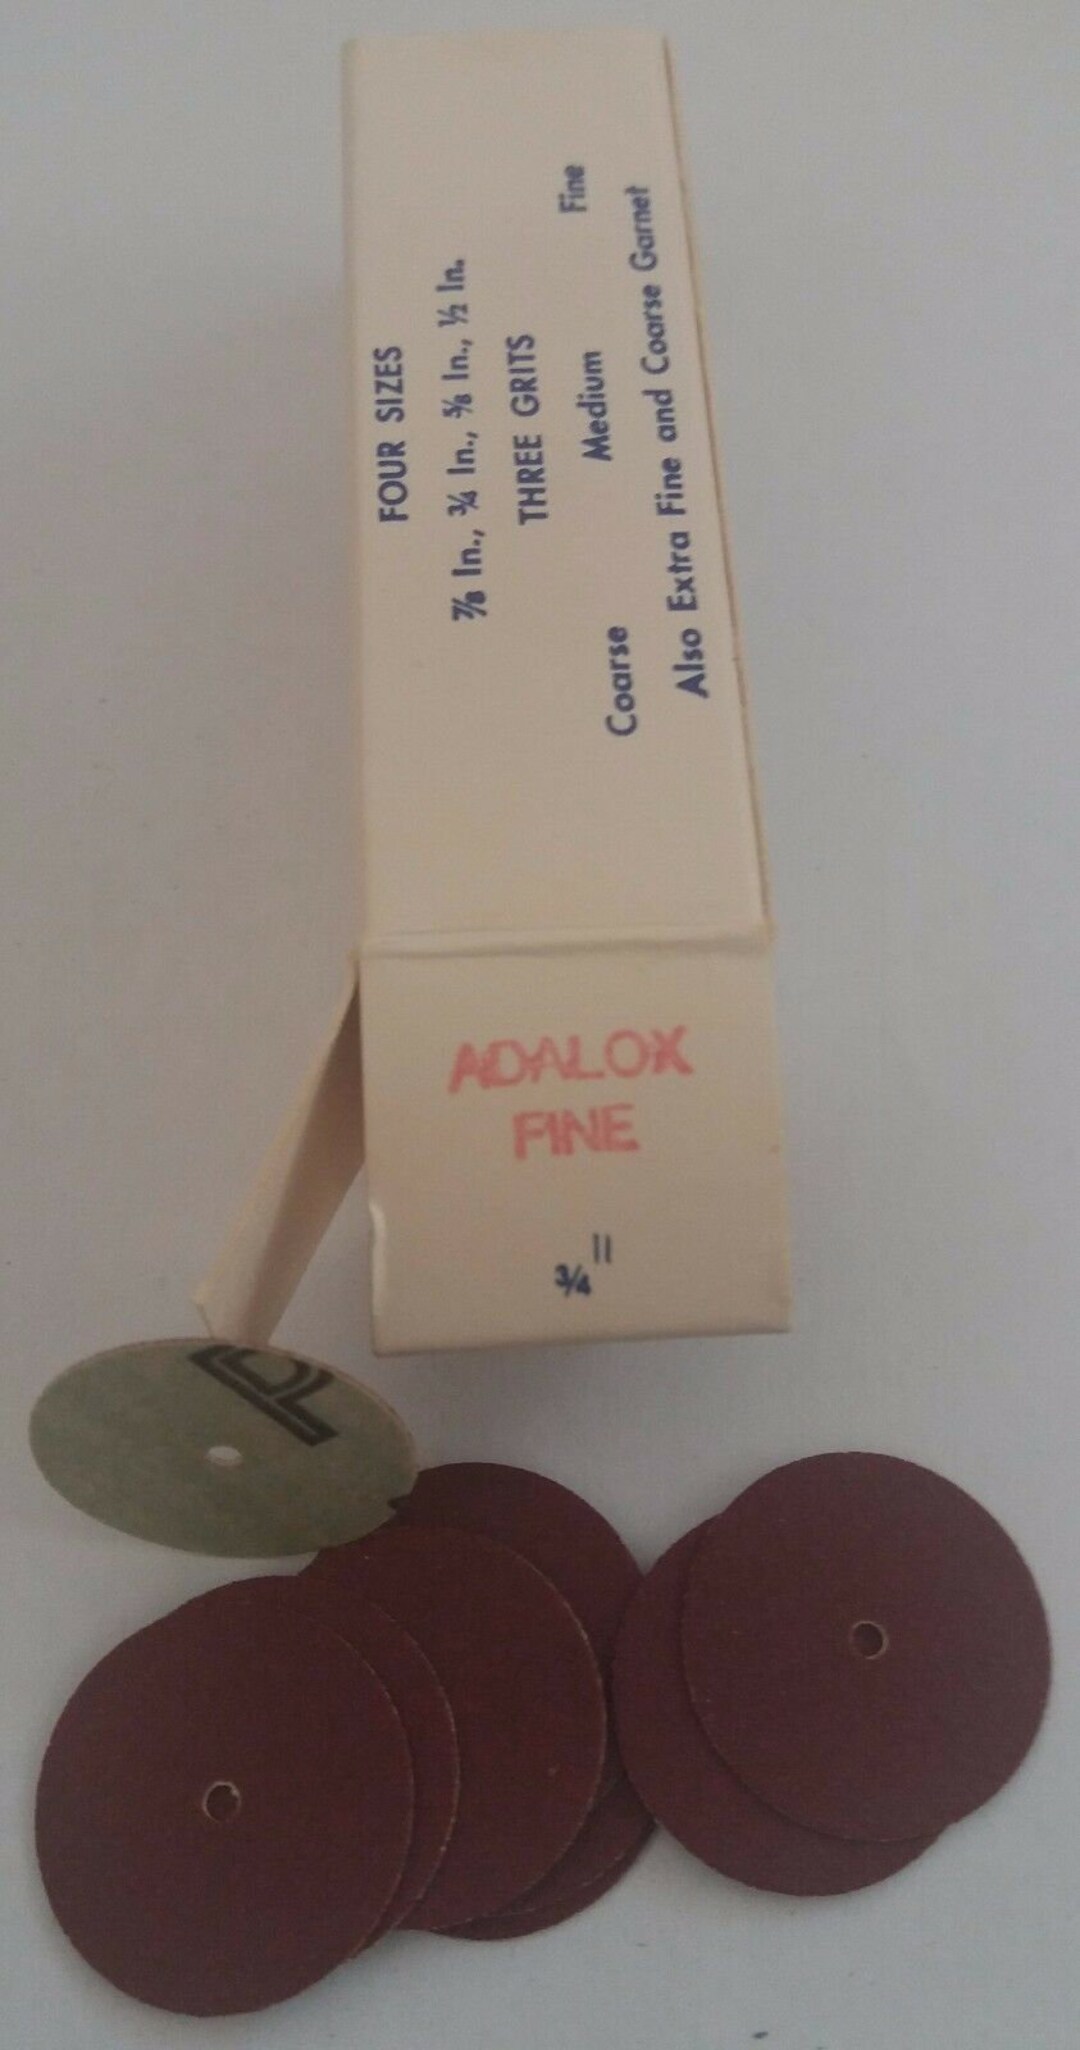 FOUR SIZES
⅞ In., ¾ In., ⅝ In., ½ In.
THREE GRITS
Coarse Medium Fine
Also Extra Fine and Coarse Garnet
ADALOX
FINE
¾"